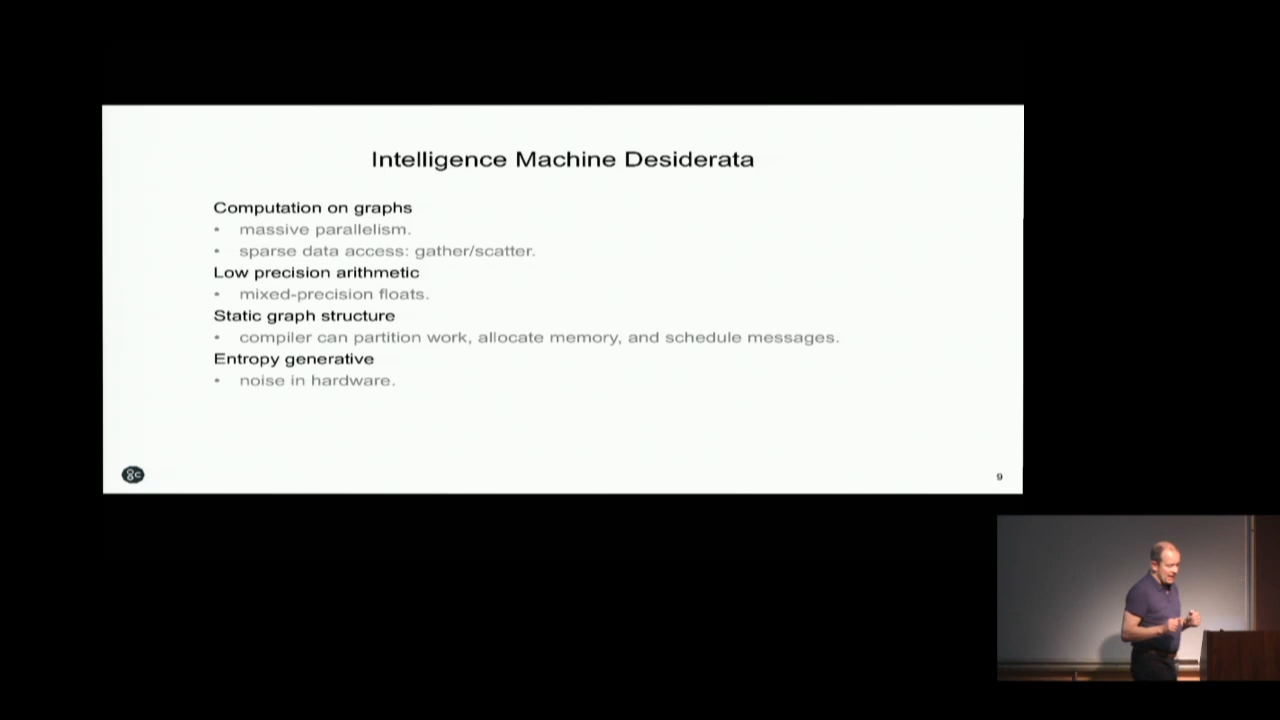 Intelligence Machine Desiderata
Computation on graphs
• massive parallelism.
• sparse data access: gather/scatter.
Low precision arithmetic
• mixed-precision floats.
Static graph structure
• compiler can partition work, allocate memory, and schedule messages.
Entropy generative
• noise in hardware.
9